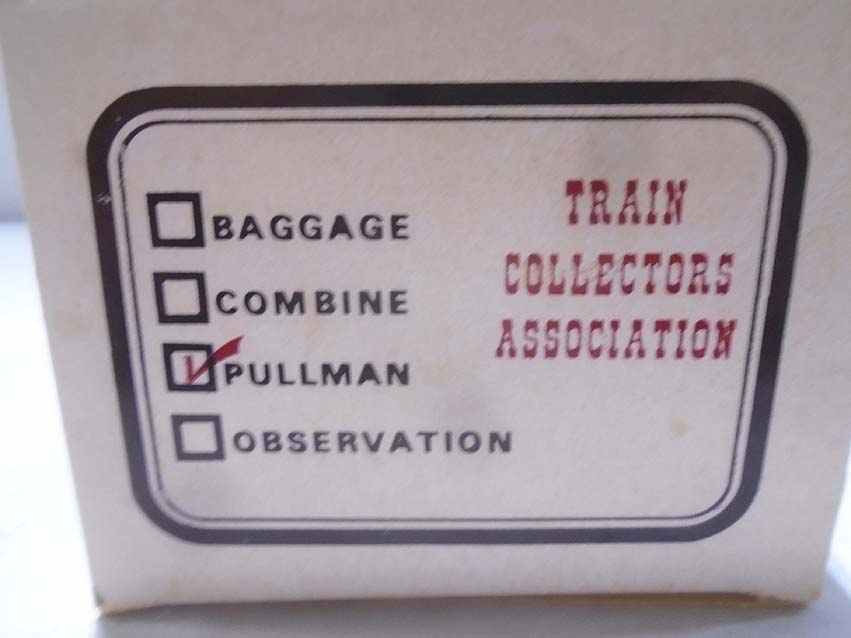 BAGGAGE
COMBINE
PULLMAN
OBSERVATION
TRAIN
COLLECTORS
ASSOCIATION